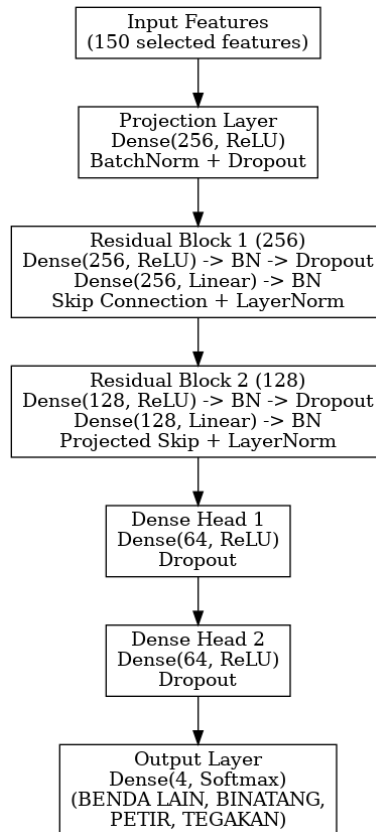 Input Features
(150 selected features)
Projection Layer
Dense(256, ReLU)
BatchNorm + Dropout
Residual Block 1 (256)
Dense(256, ReLU) -> BN -> Dropout
Dense(256, Linear) -> BN
Skip Connection + LayerNorm
Residual Block 2 (128)
Dense(128, ReLU) -> BN -> Dropout
Dense(128, Linear) -> BN
Projected Skip + LayerNorm
Dense Head 1
Dense(64, ReLU)
Dropout
Dense Head 2
Dense(64, ReLU)
Dropout
Output Layer
Dense(4, Softmax)
(BENDA LAIN, BINATANG,
PETIR, TEGAKAN)